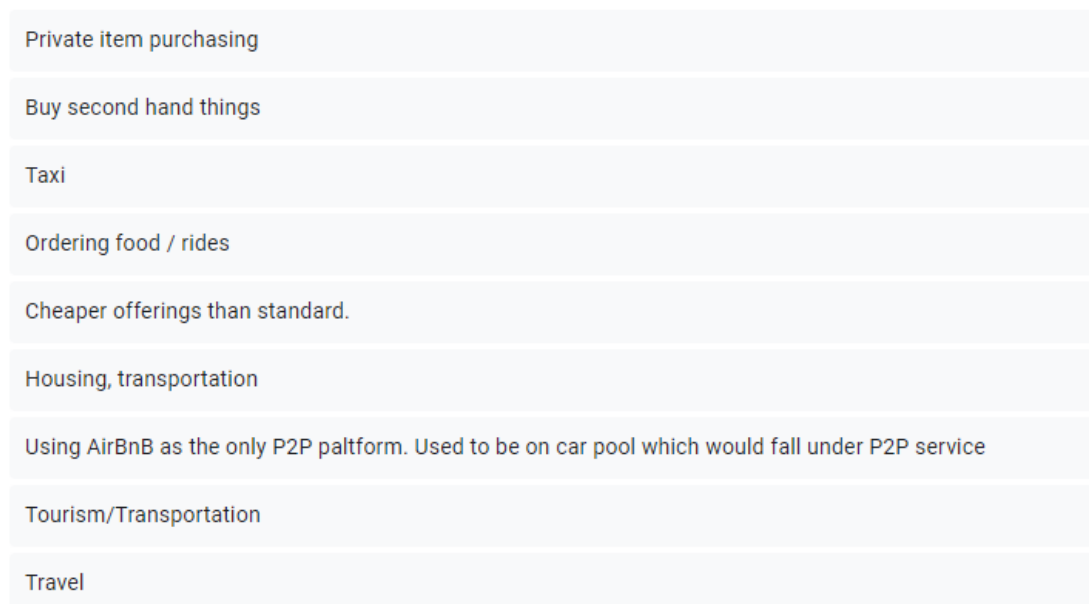 Private item purchasing
Buy second hand things
Taxi
Ordering food / rides
Cheaper offerings than standard.
Housing, transportation
Using AirBnB as the only P2P paltform. Used to be on car pool which would fall under P2P service
Tourism/Transportation
Travel